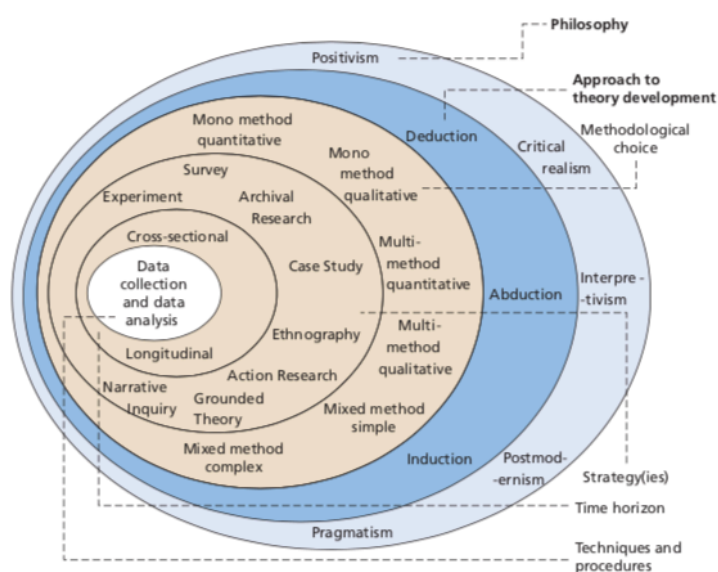 Philosophy
Positivism
Approach to
theory development
Mono method
quantitative
Deduction
Methodological
choice
Critical
realism
Mono
method
qualitative
Survey
Experiment
Archival
Research
Cross-sectional
Multi-
method
quantitative
Data
collection
and data
analysis
Case Study
Abduction
Interpre -
-tivism
Ethnography
Multi-
method
qualitative
Longitudinal
Action Research
Narrative
Inquiry
Grounded
Theory
Mixed method
simple
Mixed method
complex
Induction
Postmod-
-ernism
Strategy(ies)
Time horizon
Pragmatism
Techniques and
procedures